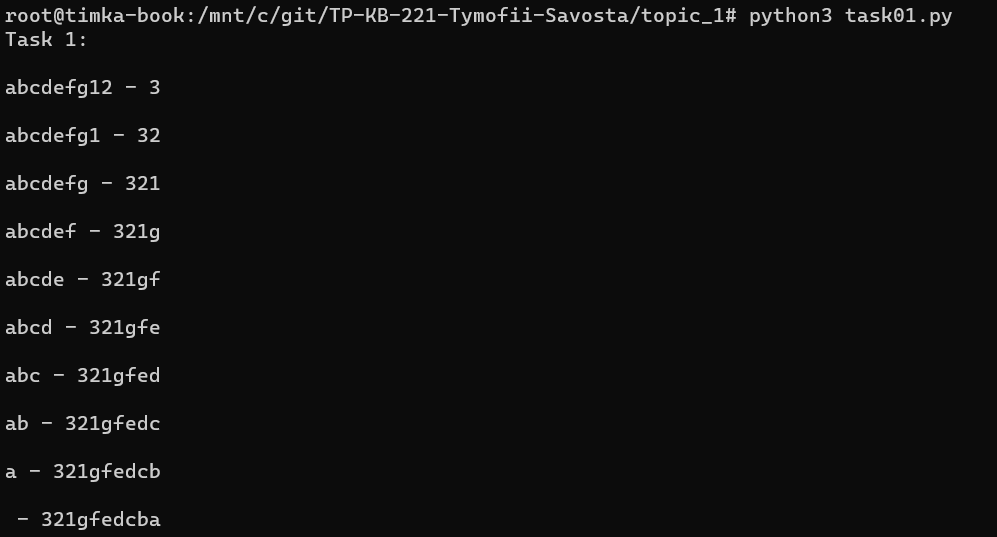 root@timka-book:/mnt/c/git/TP-KB-221-Tymofii-Savosta/topic_1# python3 task01.py
Task 1:
abcdefg12 - 3
abcdefg1 - 32
abcdefg - 321
abcdef - 321g
abcde - 321gf
abcd - 321gfe
abc - 321gfed
ab - 321gfedc
a - 321gfedcb
 - 321gfedcba